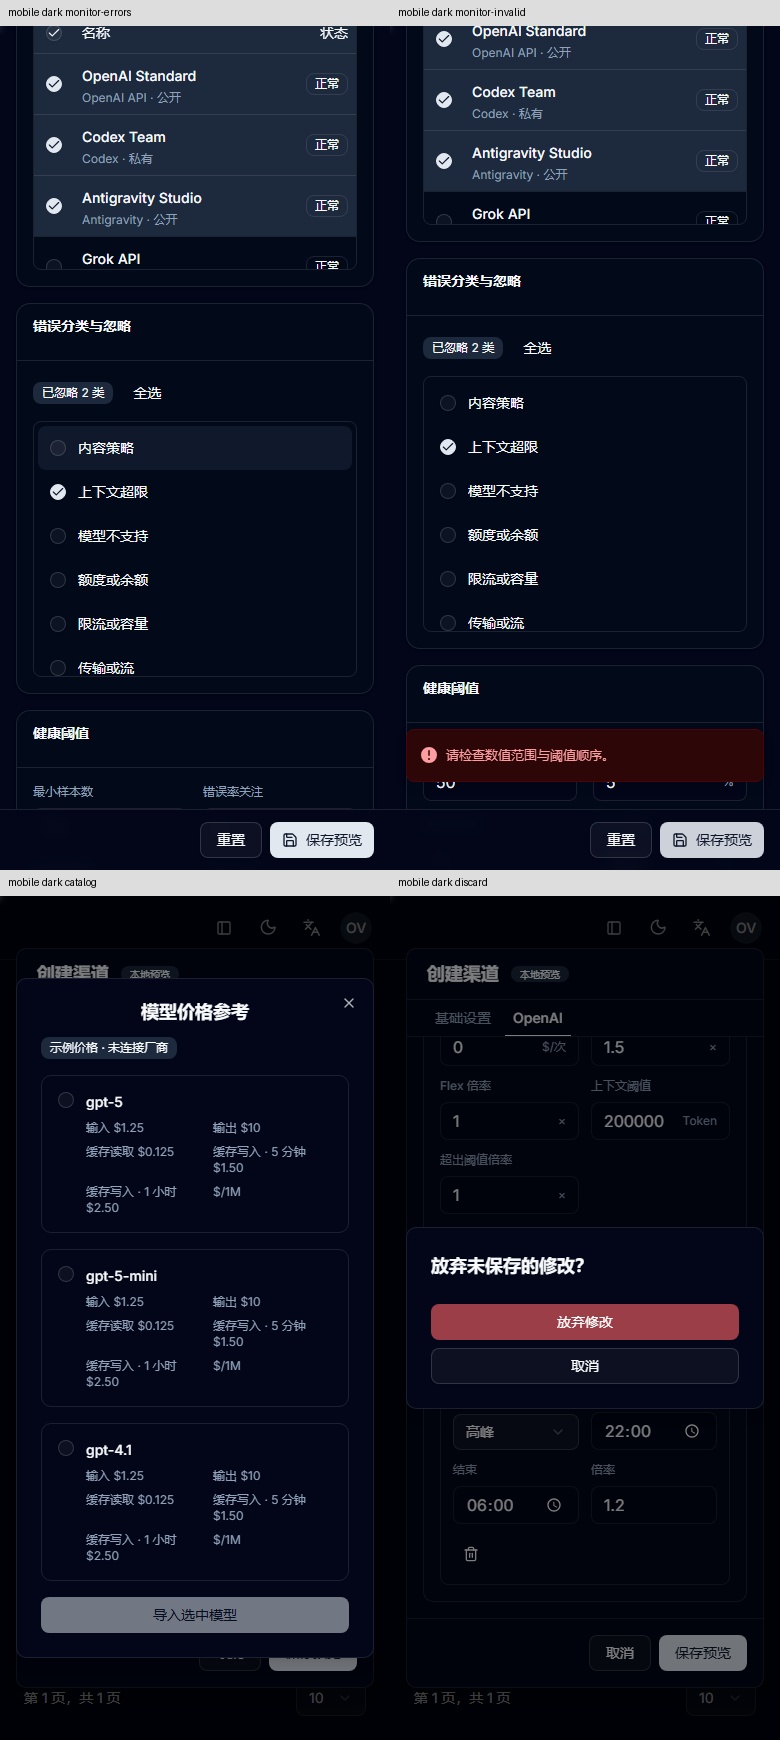 mobile dark monitor-errors
名称
状态
OpenAI Standard
OpenAI API · 公开
正常
Codex Team
Codex · 私有
正常
Antigravity Studio
Antigravity · 公开
正常
Grok API
正常
错误分类与忽略
已忽略 2 类
全选
内容策略
上下文超限
模型不支持
额度或余额
限流或容量
传输或流
健康阈值
最小样本数
错误率关注
重置
保存预览
mobile dark monitor-invalid
OpenAI Standard
OpenAI API · 公开
正常
Codex Team
Codex · 私有
正常
Antigravity Studio
Antigravity · 公开
正常
Grok API
正常
错误分类与忽略
已忽略 2 类
全选
内容策略
上下文超限
模型不支持
额度或余额
限流或容量
传输或流
健康阈值
请检查数值范围与阈值顺序。
50
5
%
重置
保存预览
mobile dark catalog
OV
创建渠道
本地预览
模型价格参考
示例价格 · 未连接厂商
gpt-5
输入 $1.25
输出 $10
缓存读取 $0.125
缓存写入 · 5 分钟
$1.50
缓存写入 · 1 小时
$2.50
$/1M
gpt-5-mini
输入 $1.25
输出 $10
缓存读取 $0.125
缓存写入 · 5 分钟
$1.50
缓存写入 · 1 小时
$2.50
$/1M
gpt-4.1
输入 $1.25
输出 $10
缓存读取 $0.125
缓存写入 · 5 分钟
$1.50
缓存写入 · 1 小时
$2.50
$/1M
导入选中模型
第 1 页，共 1 页
10
mobile dark discard
OV
创建渠道
本地预览
基础设置
OpenAI
0
$/次
1.5
×
Flex 倍率
上下文阈值
1
×
200000
Token
超出阈值倍率
1
×
放弃未保存的修改?
放弃修改
取消
高峰
22:00
结束
倍率
06:00
1.2
取消
保存预览
第 1 页，共 1 页
10